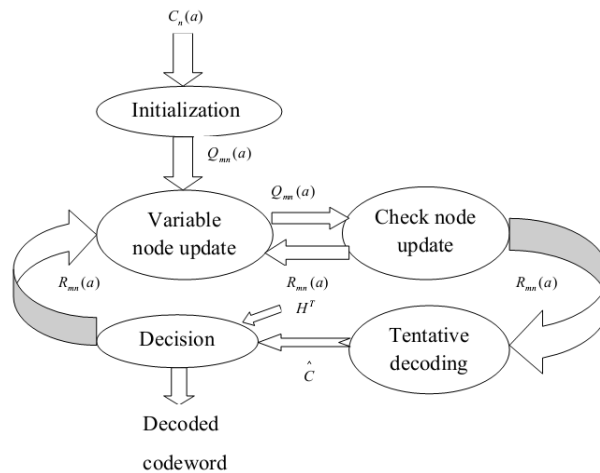 C_n(a)
Initialization
Q_mn(a)
Variable
node update
Q_mn(a)
R_mn(a)
Check node
update
R_mn(a)
R_mn(a)
H^T
Decision
Ĉ
Tentative
decoding
Decoded
codeword